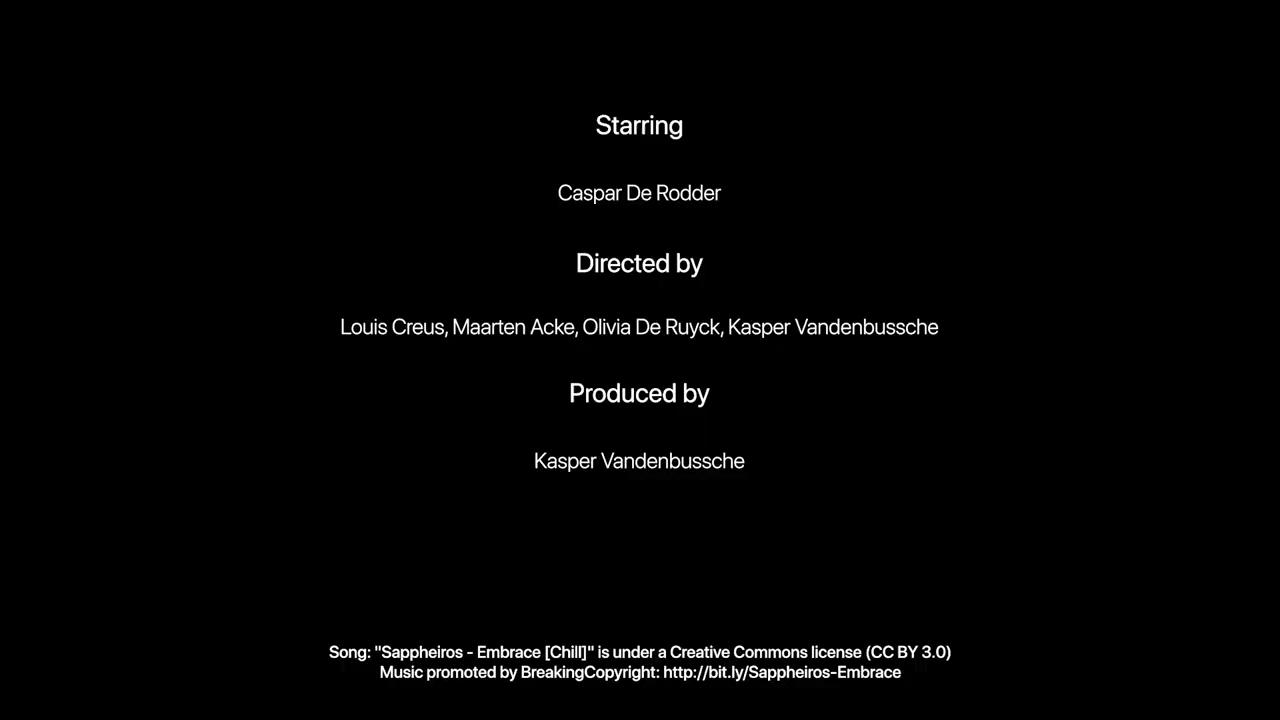 Starring
Caspar De Rodder
Directed by
Louis Creus, Maarten Acke, Olivia De Ruyck, Kasper Vandenbussche
Produced by
Kasper Vandenbussche
Song: "Sappheiros - Embrace [Chill]" is under a Creative Commons license (CC BY 3.0)
Music promoted by BreakingCopyright: http://bit.ly/Sappheiros-Embrace